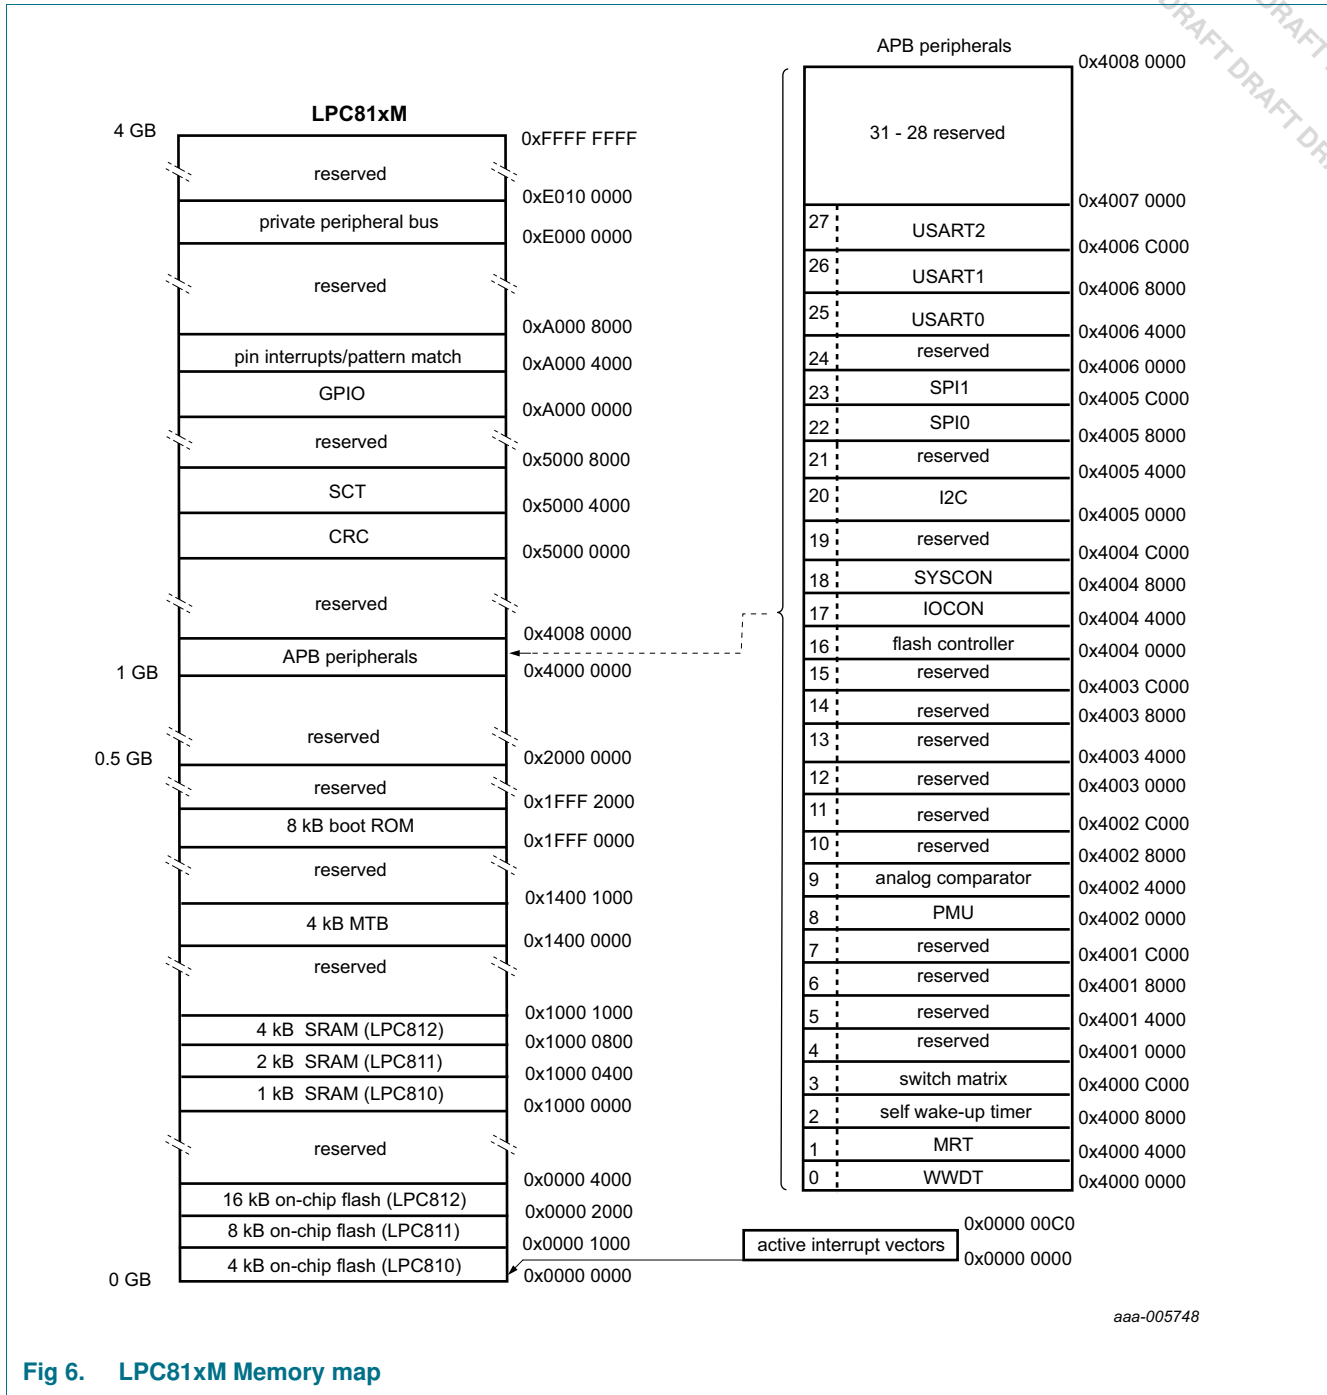 DRAFT DRAFT DRAFT
DRAFT
LPC81xM
4 GB
0xFFFF FFFF
reserved
0xE010 0000
private peripheral bus
0xE000 0000
reserved
0xA000 8000
pin interrupts/pattern match
0xA000 4000
GPIO
0xA000 0000
reserved
0x5000 8000
SCT
0x5000 4000
CRC
0x5000 0000
reserved
0x4008 0000
APB peripherals
1 GB
0x4000 0000
reserved
0.5 GB
0x2000 0000
reserved
0x1FFF 2000
8 kB boot ROM
0x1FFF 0000
reserved
0x1400 1000
4 kB MTB
0x1400 0000
reserved
0x1000 1000
4 kB SRAM (LPC812)
0x1000 0800
2 kB SRAM (LPC811)
0x1000 0400
1 kB SRAM (LPC810)
0x1000 0000
reserved
0x0000 4000
16 kB on-chip flash (LPC812)
0x0000 2000
8 kB on-chip flash (LPC811)
0x0000 1000
4 kB on-chip flash (LPC810)
0 GB
0x0000 0000
APB peripherals
0x4008 0000
31 - 28 reserved
0x4007 0000
27 USART2
0x4006 C000
26 USART1
0x4006 8000
25 USART0
0x4006 4000
24 reserved
0x4006 0000
23 SPI1
0x4005 C000
22 SPI0
0x4005 8000
21 reserved
0x4005 4000
20 I2C
0x4005 0000
19 reserved
0x4004 C000
18 SYSCON
0x4004 8000
17 IOCON
0x4004 4000
16 flash controller
0x4004 0000
15 reserved
0x4003 C000
14 reserved
0x4003 8000
13 reserved
0x4003 4000
12 reserved
0x4003 0000
11 reserved
0x4002 C000
10 reserved
0x4002 8000
9 analog comparator
0x4002 4000
8 PMU
0x4002 0000
7 reserved
0x4001 C000
6 reserved
0x4001 8000
5 reserved
0x4001 4000
4 reserved
0x4001 0000
3 switch matrix
0x4000 C000
2 self wake-up timer
0x4000 8000
1 MRT
0x4000 4000
0 WWDT
0x4000 0000
0x0000 00C0
active interrupt vectors
0x0000 0000
aaa-005748
Fig 6. LPC81xM Memory map